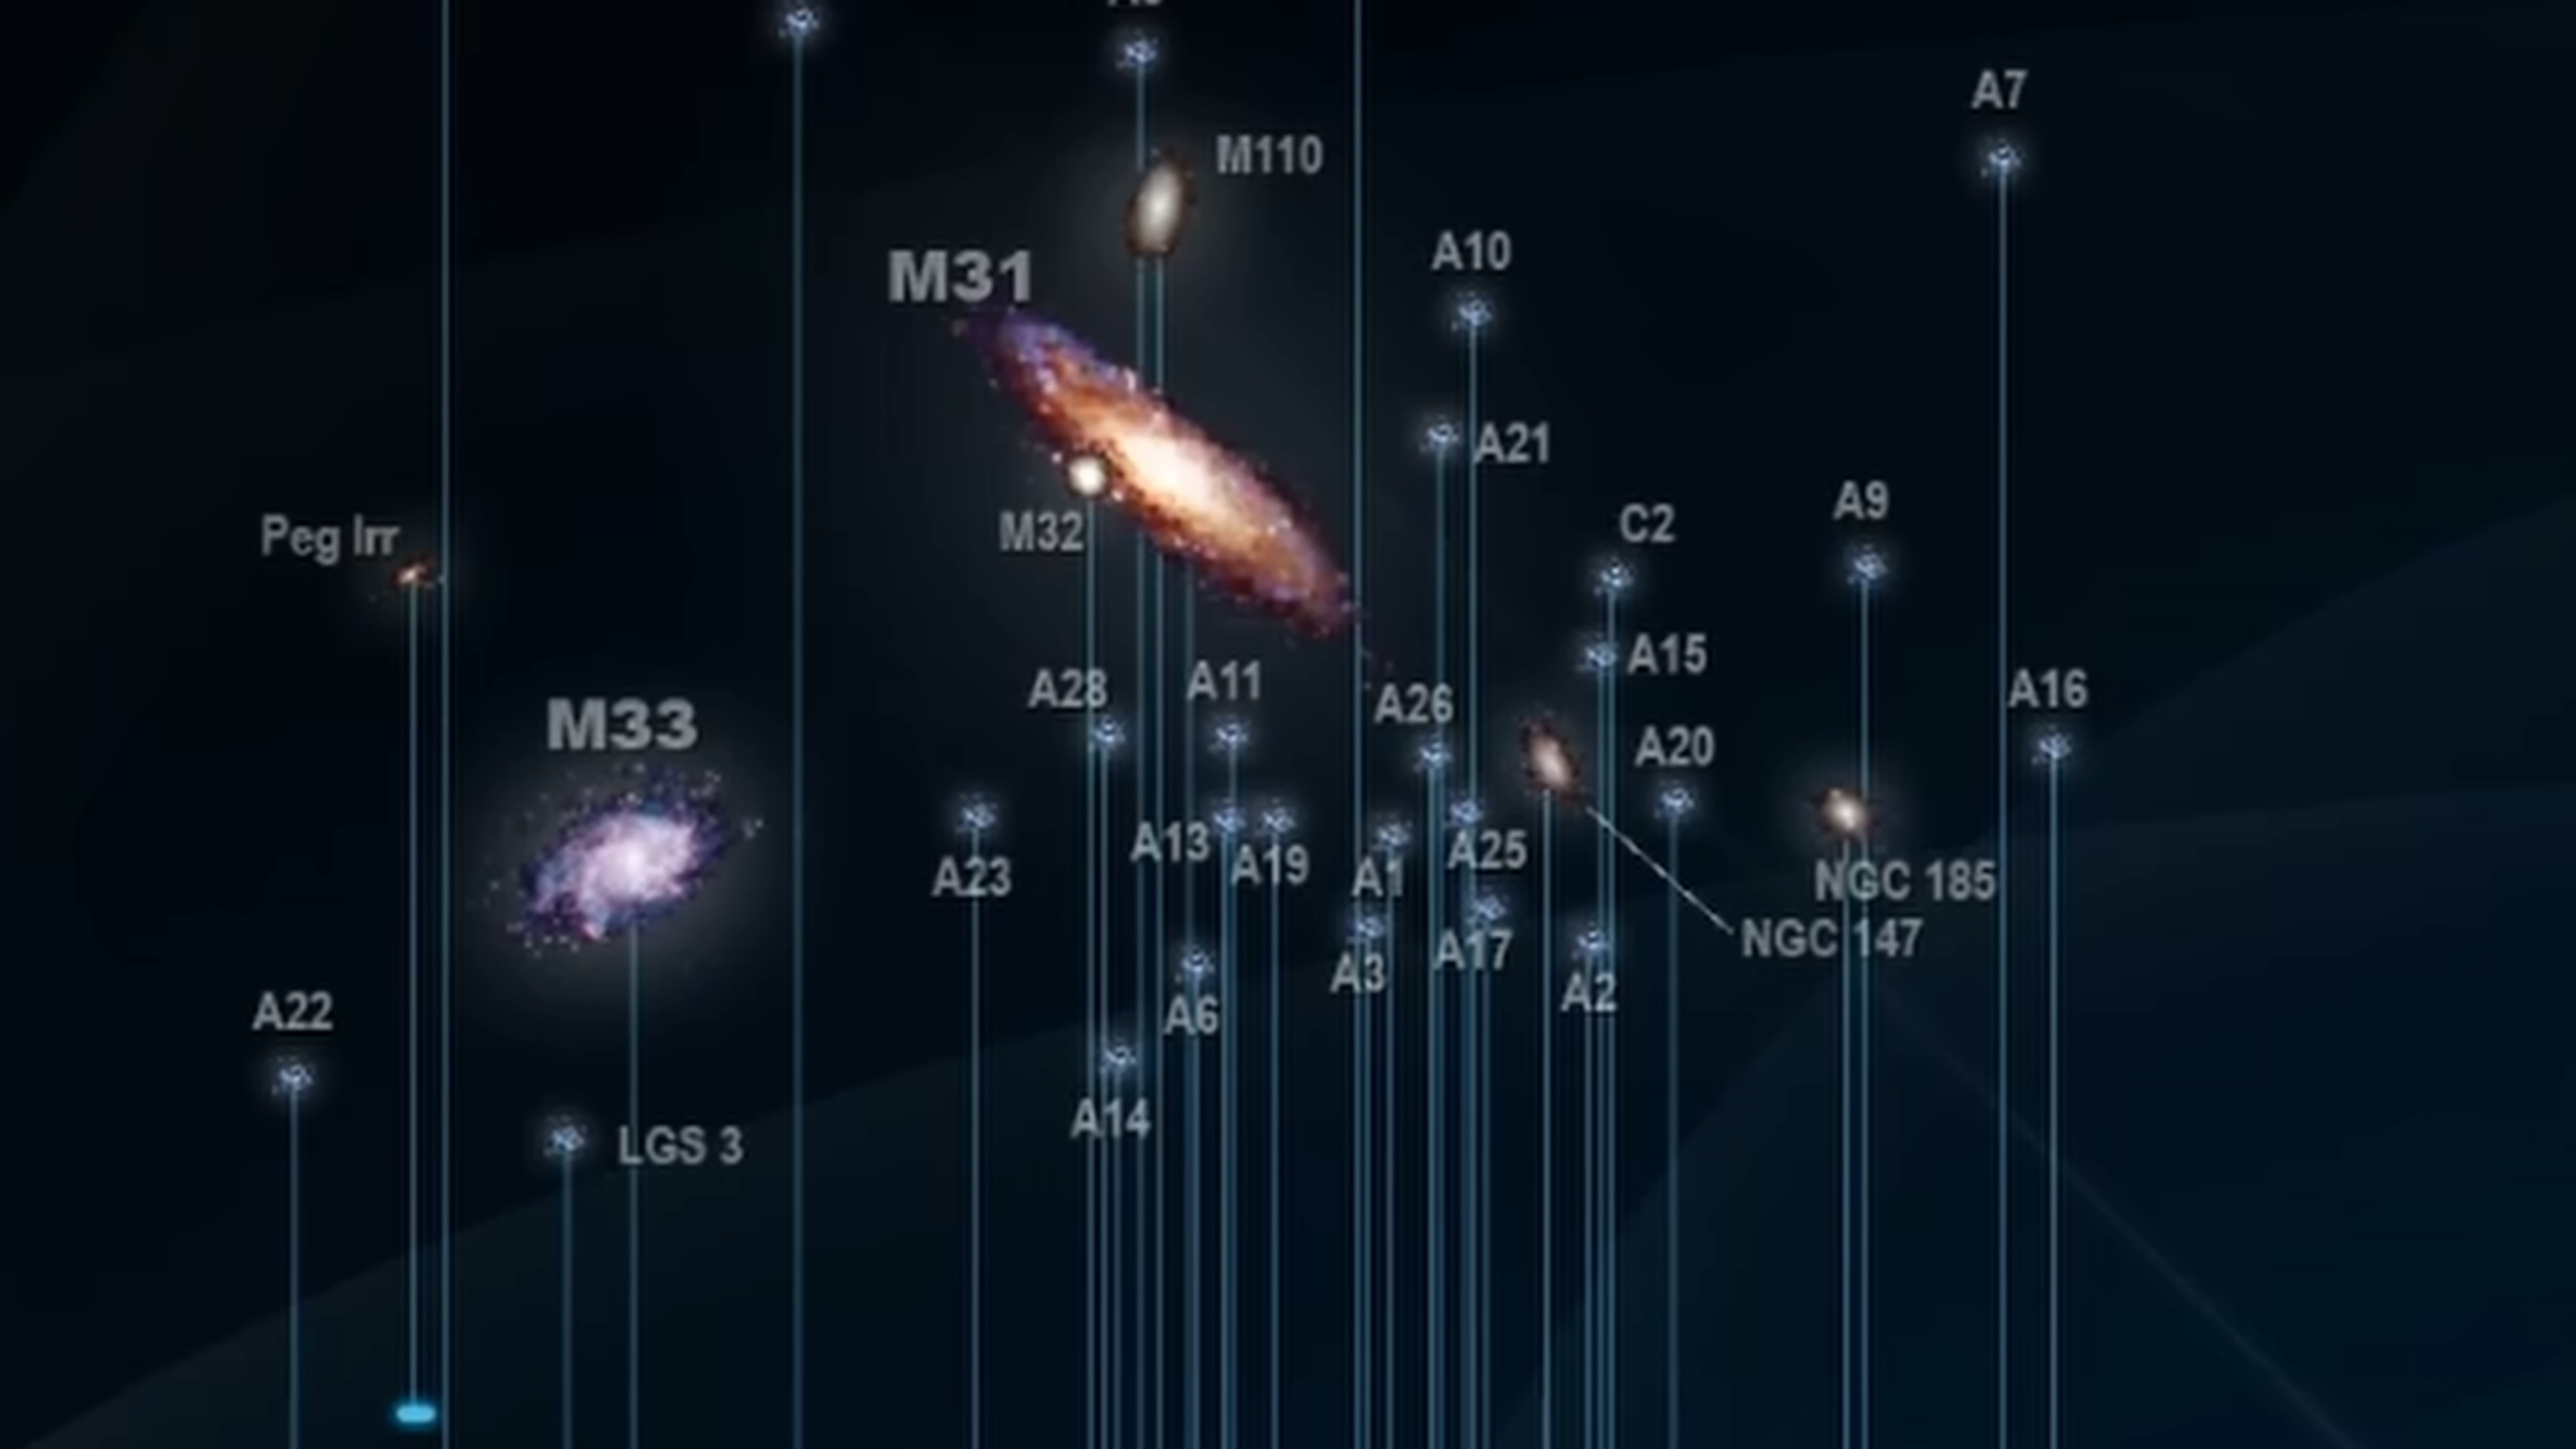 A7
M110
A10
M31
A21
A9
C2
Peg Irr
M32
A15
A11
A28
A16
A26
M33
A20
A13
A25
A19
A1
A23
NGC 185
NGC 147
A17
A3
A2
A22
A6
A14
LGS 3